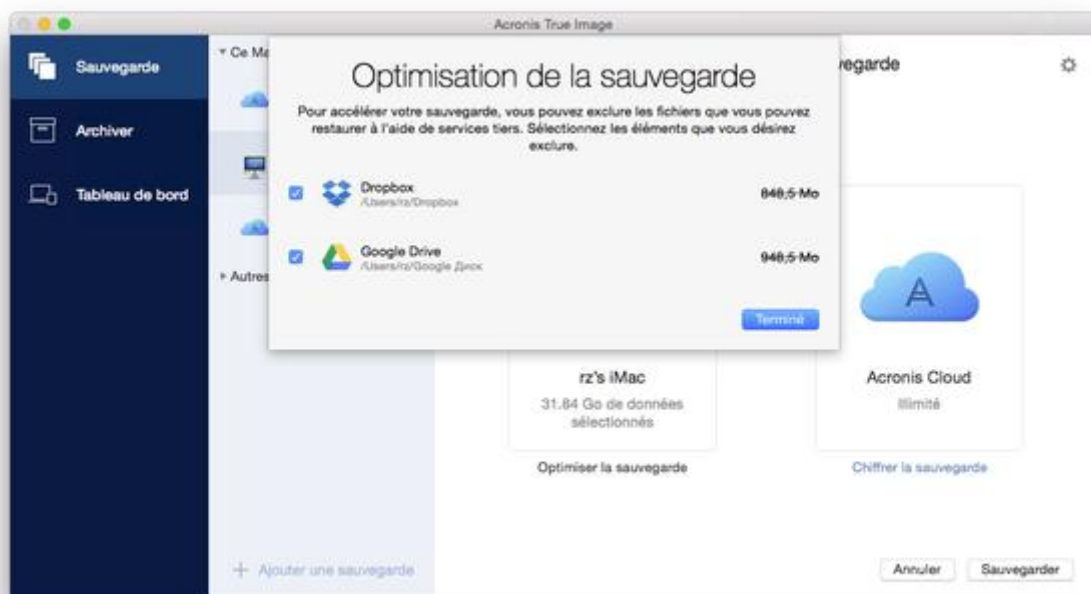 Acronis True Image
Sauvegarde
Archiver
Tableau de bord
Ce Ma
Autres
Ajouter une sauvegarde
Optimisation de la sauvegarde
Pour accélérer votre sauvegarde, vous pouvez exclure les fichiers que vous pouvez
restaurer à l'aide de services tiers. Sélectionnez les éléments que vous désirez
exclure.
Dropbox
848,5 Mo
/Users/rz/Dropbox
Google Drive
948,5 Mo
/Users/rz/Google Диск
Terminé
vegarde
rz's iMac
31.84 Go de données
sélectionnés
Optimiser la sauvegarde
Acronis Cloud
Illimité
Chiffrer la sauvegarde
Annuler
Sauvegarder